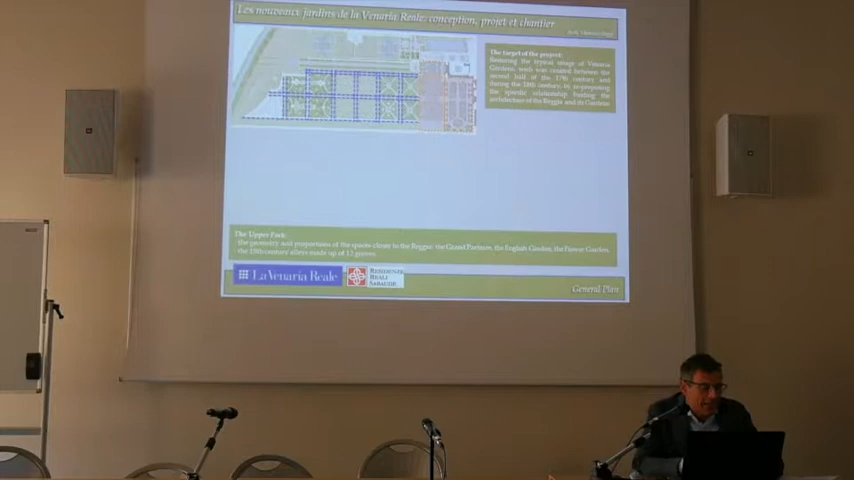 Les nouveaux jardins de la Venaria Reale: conception, projet et chantier
The target of the project:
Restoring the typical image of Venaria
Gardens, wich was created between the
second half of the 17th century and
during the 18th century, by re-proposing
the specific relationship binding the
architecture of the Reggia and its Gardens
The Upper Park:
- the geometry and proportions of the spaces closer to the Reggia: the Grand Parterre, the English Garden, the Flower Garden,
- the 18th century alleys made up of 12 groves.
La Venaria Reale
Residenze
Reali
Sabaude
General Plan